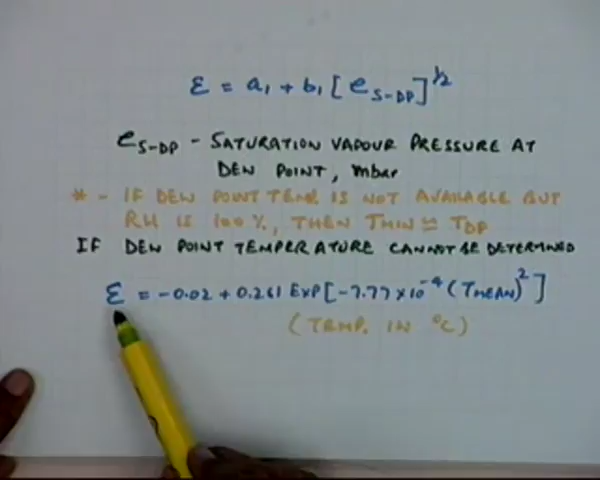 ε = a₁ + b₁ [e S-DP]^1/2
e S-DP - SATURATION VAPOUR PRESSURE AT
DEW POINT, mbar
* - IF DEW POINT TEMP. IS NOT AVAILABLE BUT
RH IS 100%, THEN TMIN ≃ TDP
IF DEW POINT TEMPERATURE CANNOT BE DETERMINED
ε = -0.02 + 0.261 EXP[-7.77×10⁻⁴ (TMEAN)²]
(TEMP. IN °C)